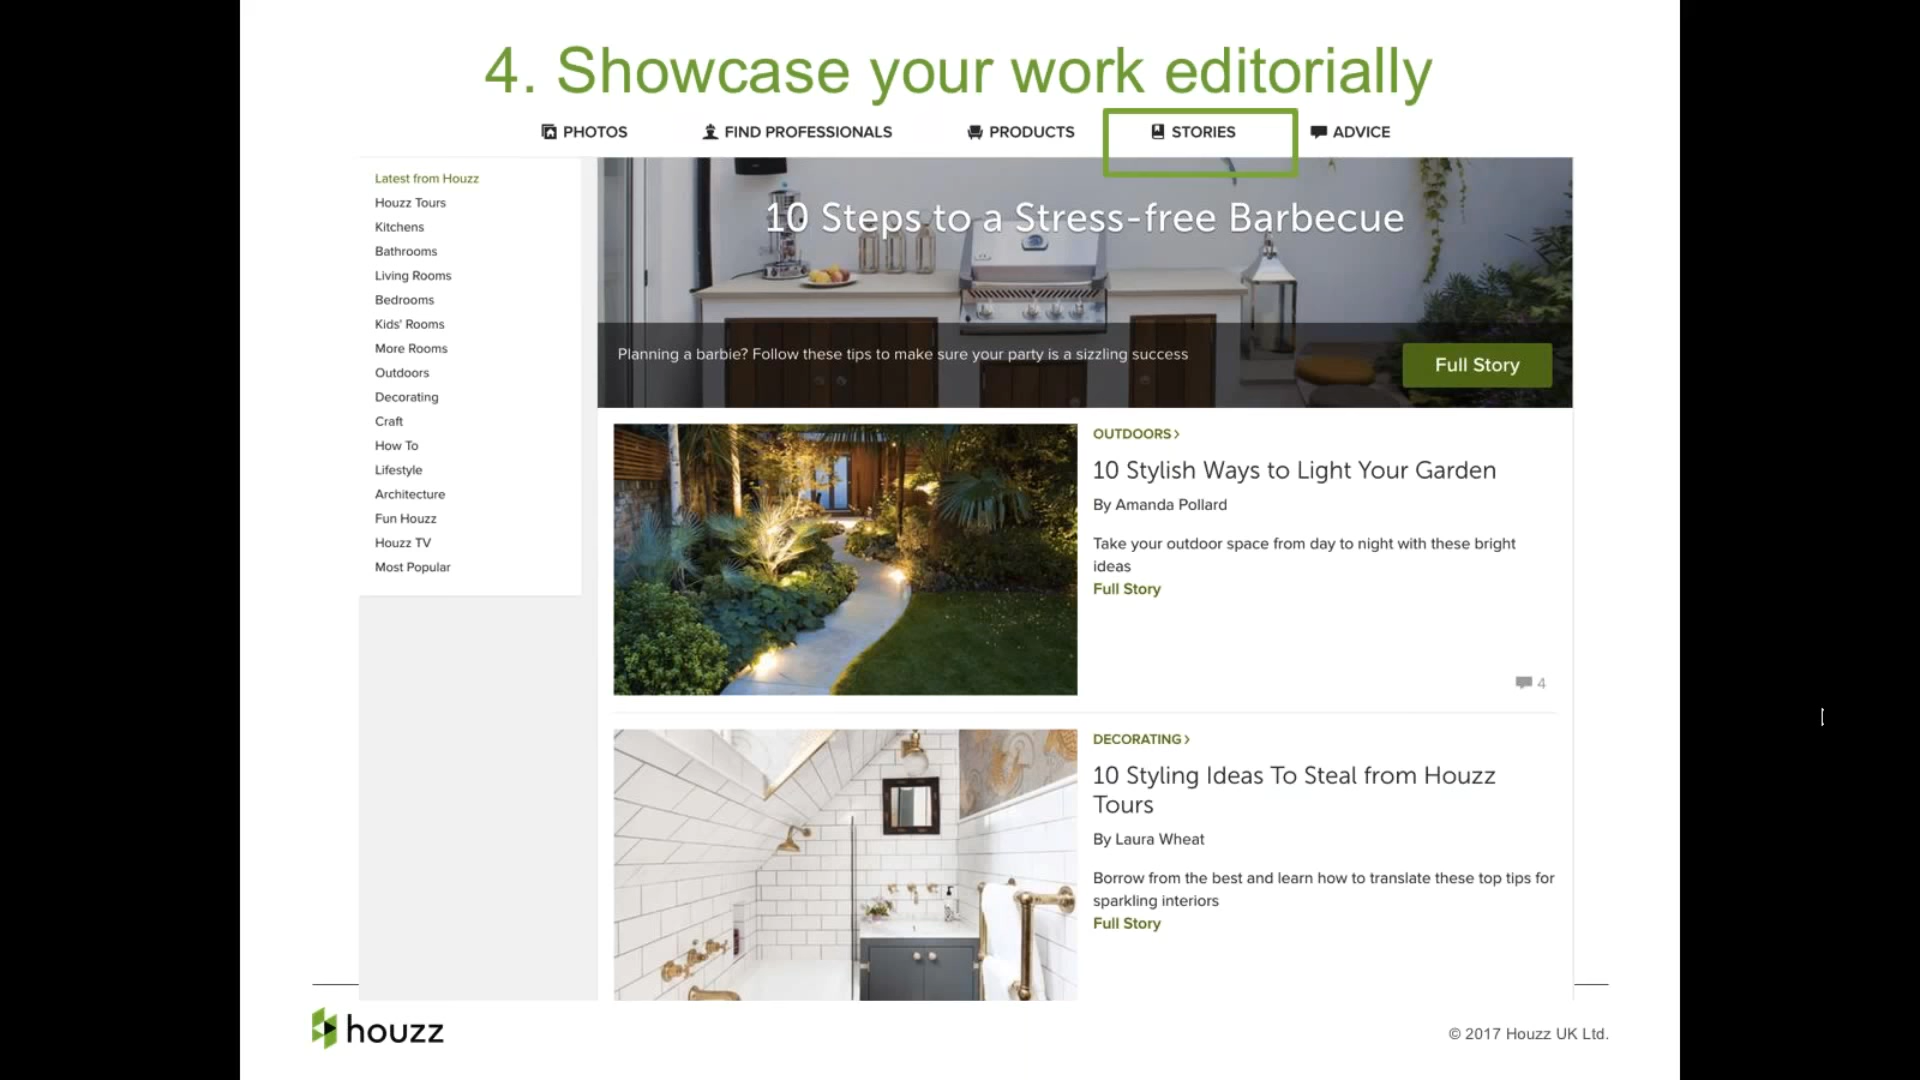 4. Showcase your work editorially
PHOTOS FIND PROFESSIONALS PRODUCTS STORIES ADVICE
Latest from Houzz
Houzz Tours
Kitchens
Bathrooms
Living Rooms
Bedrooms
Kids' Rooms
More Rooms
Outdoors
Decorating
Craft
How To
Lifestyle
Architecture
Fun Houzz
Houzz TV
Most Popular
10 Steps to a Stress-free Barbecue
Planning a barbie? Follow these tips to make sure your party is a sizzling success
Full Story
OUTDOORS ›
10 Stylish Ways to Light Your Garden
By Amanda Pollard
Take your outdoor space from day to night with these bright
ideas
Full Story
4
DECORATING ›
10 Styling Ideas To Steal from Houzz
Tours
By Laura Wheat
Borrow from the best and learn how to translate these top tips for
sparkling interiors
Full Story
houzz
© 2017 Houzz UK Ltd.